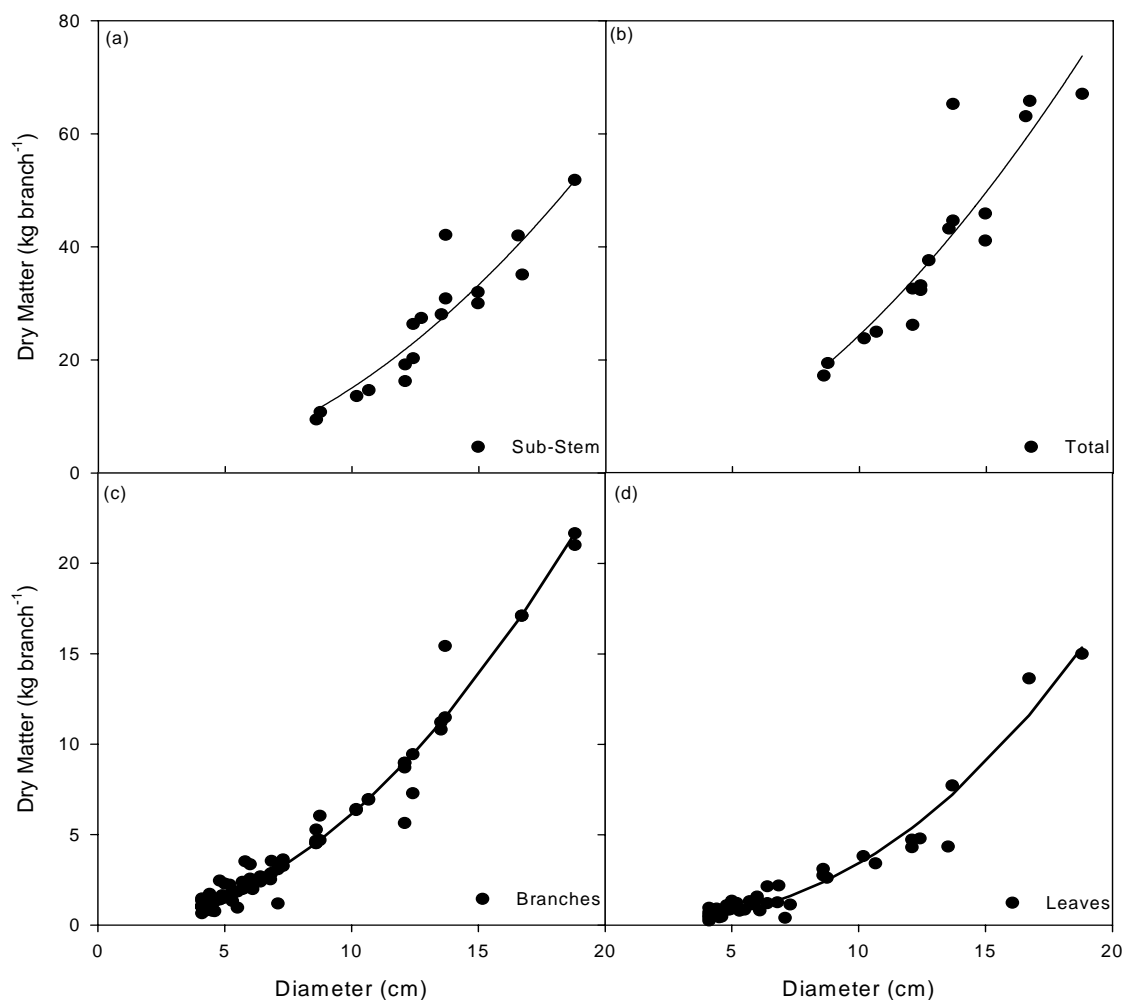 80
(a)
(b)
60
Dry Matter (kg branch⁻¹)
40
20
Sub-Stem
Total
0
(c)
(d)
20
15
Dry Matter (kg branch⁻¹)
10
5
Branches
Leaves
0
0 5 10 15 20 5 10 15 20
Diameter (cm)
Diameter (cm)